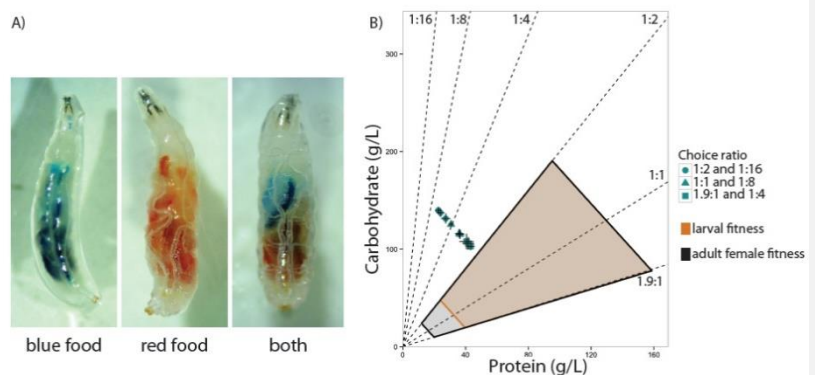 A)
blue food
red food
both
B)
1:16
1:8
1:4
1:2
1:1
1.9:1
Carbohydrate (g/L)
300
200
100
0
0
40
80
120
160
Protein (g/L)
Choice ratio
1:2 and 1:16
1:1 and 1:8
1.9:1 and 1:4
larval fitness
adult female fitness